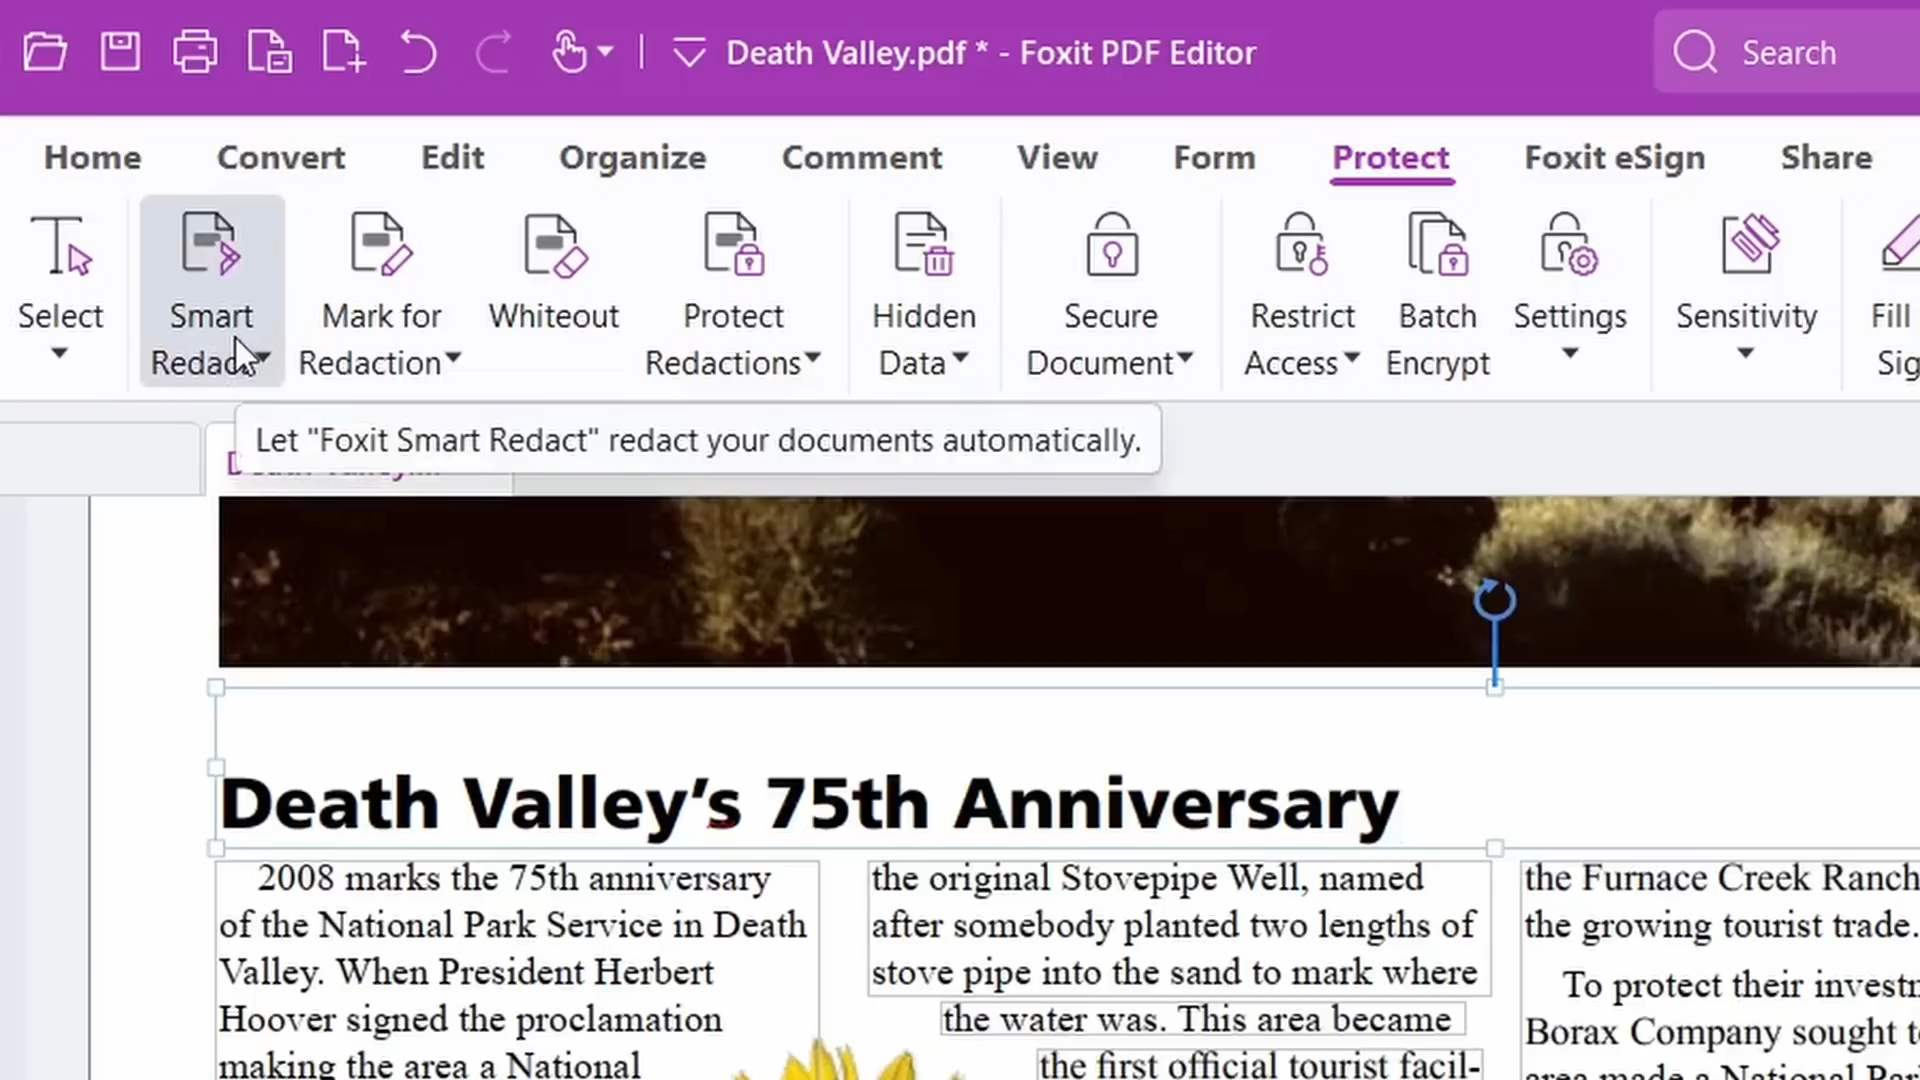 Death Valley.pdf * - Foxit PDF Editor
Search
Home Convert Edit Organize Comment View Form Protect Foxit eSign Share
Select
Smart
Mark for
Redaction
Whiteout
Protect
Redactions
Hidden
Data
Secure
Document
Restrict
Access
Batch
Encrypt
Settings
Sensitivity
Fill
Let "Foxit Smart Redact" redact your documents automatically.
Death Valley's 75th Anniversary
2008 marks the 75th anniversary
of the National Park Service in Death
Valley. When President Herbert
Hoover signed the proclamation
making the area a National
the original Stovepipe Well, named
after somebody planted two lengths of
stove pipe into the sand to mark where
the water was. This area became
the first official tourist facil-
the Furnace Creek Ranch
the growing tourist trade.
To protect their
Borax Company sought
area made a National